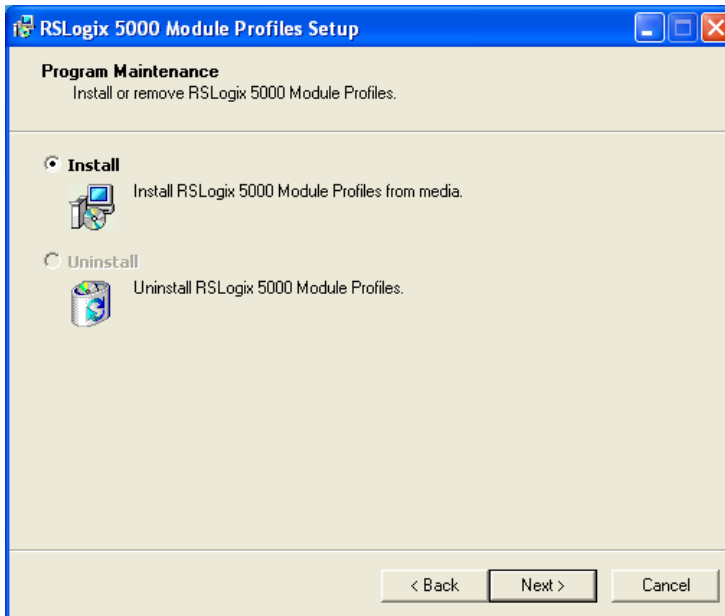 RSLogix 5000 Module Profiles Setup
Program Maintenance
Install or remove RSLogix 5000 Module Profiles.
Install
Install RSLogix 5000 Module Profiles from media.
Uninstall
Uninstall RSLogix 5000 Module Profiles.
< Back Next > Cancel